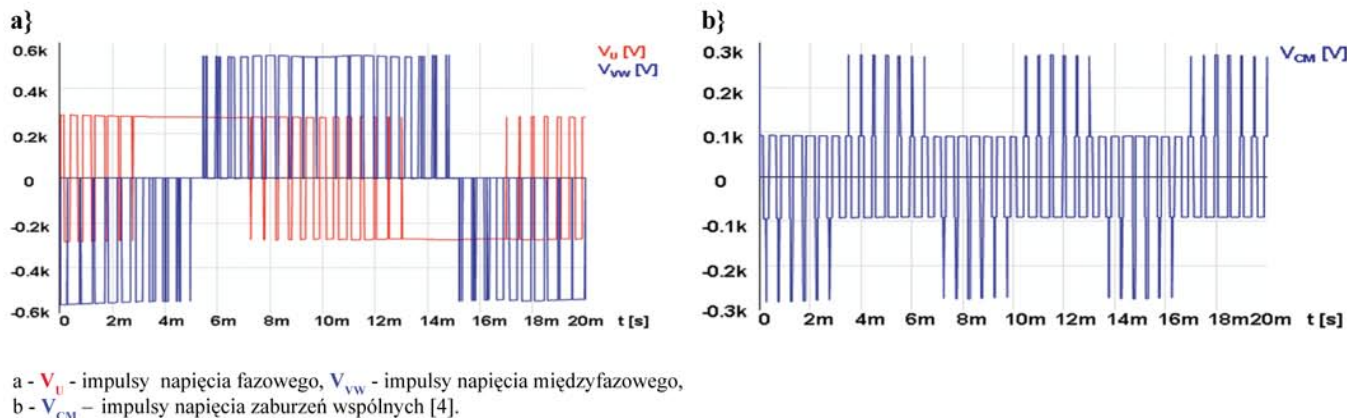 a} b}
0.6k
0.4k
0.2k
0
-0.2k
-0.4k
-0.6k
V_U [V]
V_VW [V]
0 2m 4m 6m 8m 10m 12m 14m 16m 18m 20m t [s]
0.3k
0.2k
0.1k
0
-0.1k
-0.2k
-0.3k
V_CM [V]
0 2m 4m 6m 8m 10m 12m 14m 16m 18m 20m t [s]
a - V_U - impulsy napięcia fazowego, V_VW - impulsy napięcia międzyfazowego,
b - V_CM – impulsy napięcia zaburzeń wspólnych [4].